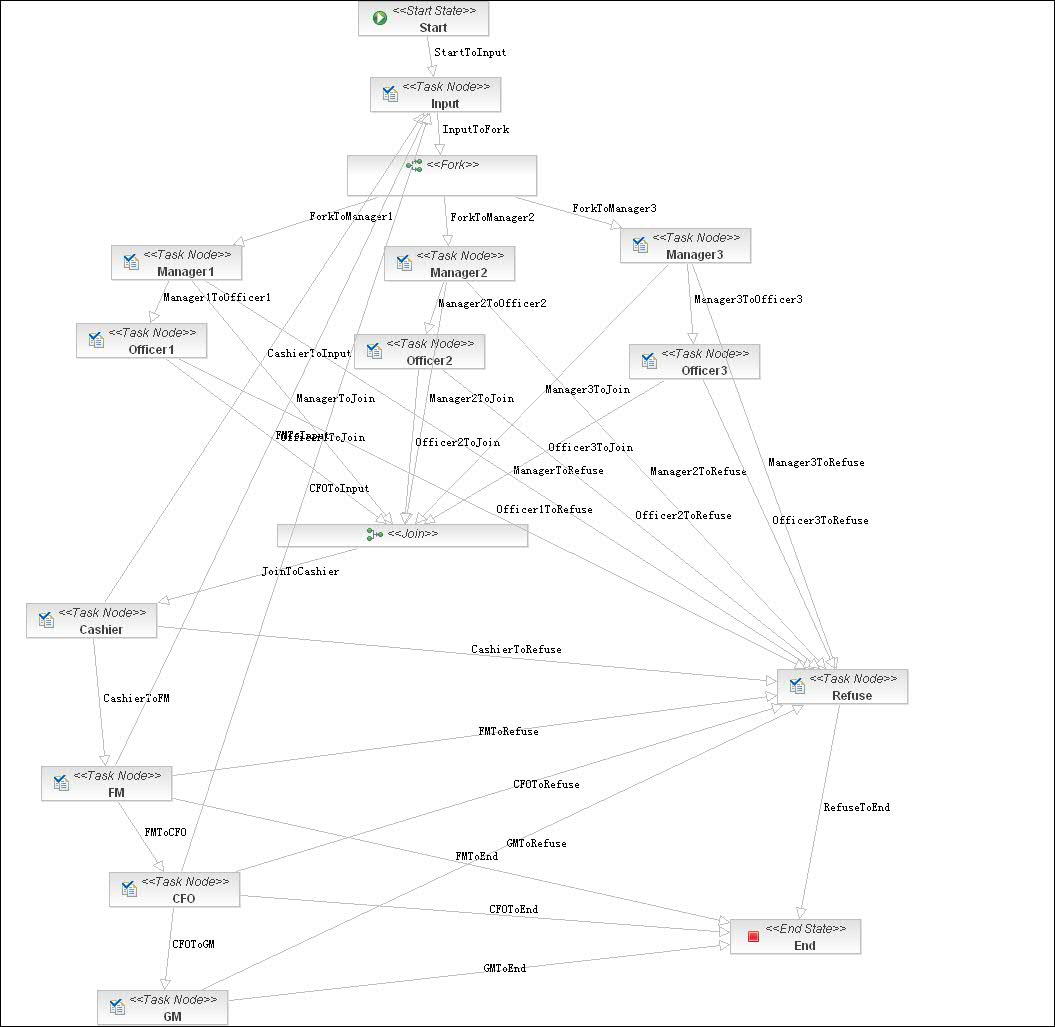 <<Start State>>
Start
StartToInput
<<Task Node>>
Input
InputToFork
<<Fork>>
ForkToManager1
ForkToManager2
ForkToManager3
<<Task Node>>
Manager1
<<Task Node>>
Manager2
<<Task Node>>
Manager3
Manager1ToOfficer1
Manager2ToOfficer2
Manager3ToOfficer3
<<Task Node>>
Officer1
<<Task Node>>
Officer2
<<Task Node>>
Officer3
CashierToInput
ManagerToJoin
Manager2ToJoin
Manager3ToJoin
FMToInput
Officer1ToJoin
Officer2ToJoin
Officer3ToJoin
ManagerToRefuse
Manager2ToRefuse
Manager3ToRefuse
CFOToInput
Officer1ToRefuse
Officer2ToRefuse
Officer3ToRefuse
<<Join>>
JoinToCashier
<<Task Node>>
Cashier
CashierToRefuse
<<Task Node>>
Refuse
CashierToFM
FMToRefuse
<<Task Node>>
FM
CFOToRefuse
RefuseToEnd
FMToCFO
GMToRefuse
FMToEnd
<<Task Node>>
CFO
CFOToEnd
<<End State>>
End
CFOToGM
GMToEnd
<<Task Node>>
GM